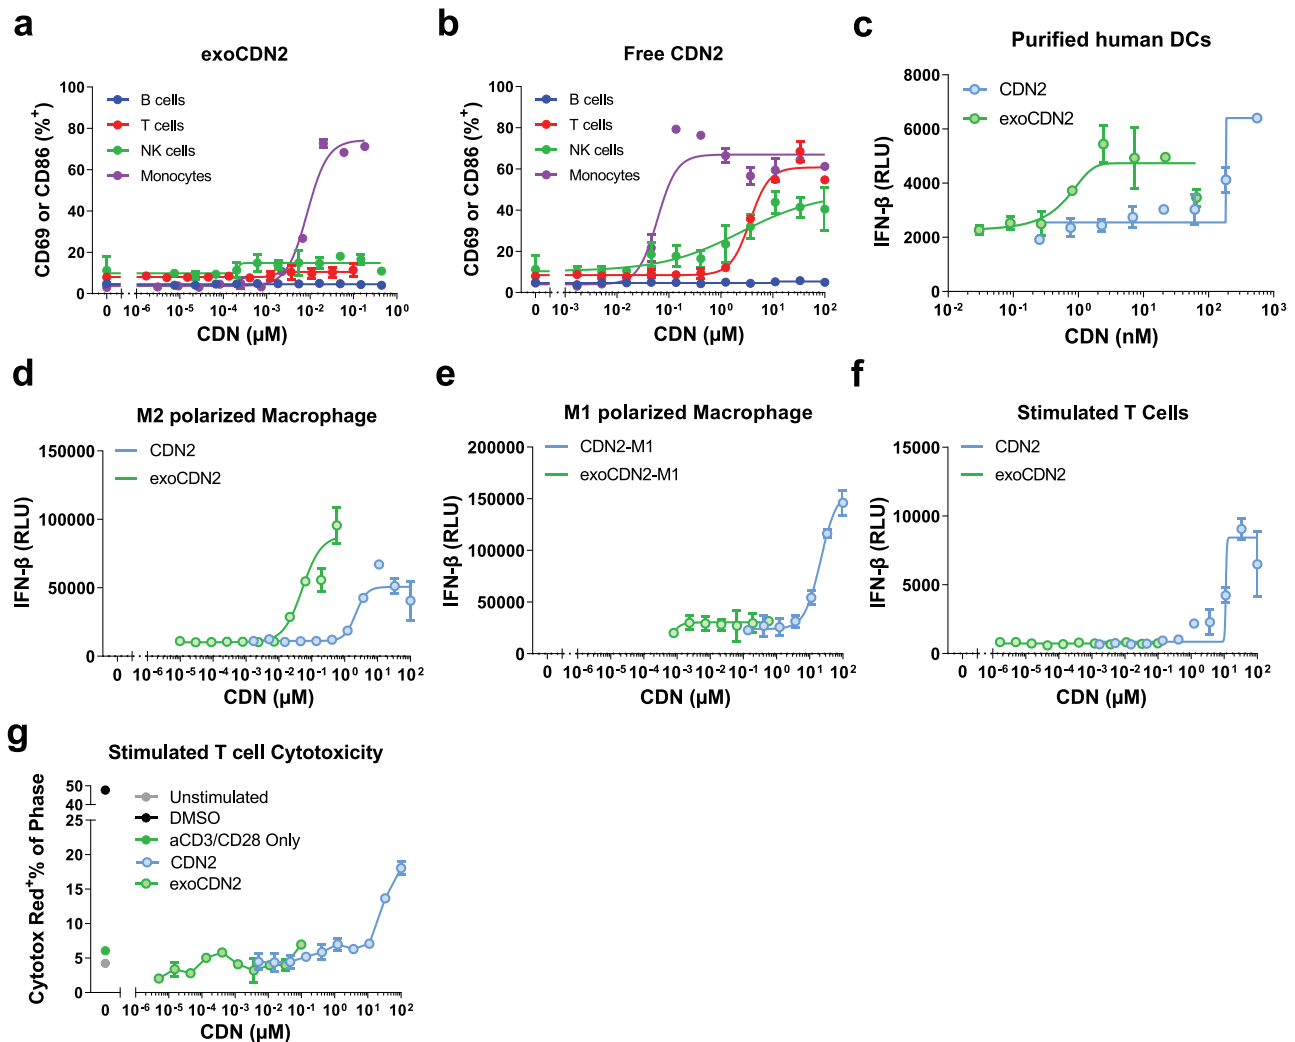 a
exoCDN2
CD69 or CD86 (%⁺)
100
80
60
40
20
0
B cells
T cells
NK cells
Monocytes
0 10⁻⁶ 10⁻⁵ 10⁻⁴ 10⁻³ 10⁻² 10⁻¹ 10⁰
CDN (μM)
b
Free CDN2
CD69 or CD86 (%⁺)
100
80
60
40
20
0
B cells
T cells
NK cells
Monocytes
0 10⁻³ 10⁻² 10⁻¹ 10⁰ 10¹ 10²
CDN (μM)
c
Purified human DCs
IFN-β (RLU)
8000
6000
4000
2000
0
CDN2
exoCDN2
10⁻² 10⁻¹ 10⁰ 10¹ 10² 10³
CDN (nM)
d
M2 polarized Macrophage
IFN-β (RLU)
150000
100000
50000
0
CDN2
exoCDN2
0 10⁻⁶ 10⁻⁵ 10⁻⁴ 10⁻³ 10⁻² 10⁻¹ 10⁰ 10¹ 10²
CDN (μM)
e
M1 polarized Macrophage
IFN-β (RLU)
200000
150000
100000
50000
0
CDN2-M1
exoCDN2-M1
0 10⁻⁶ 10⁻⁵ 10⁻⁴ 10⁻³ 10⁻² 10⁻¹ 10⁰ 10¹ 10²
CDN (μM)
f
Stimulated T Cells
IFN-β (RLU)
15000
10000
5000
0
CDN2
exoCDN2
0 10⁻⁶ 10⁻⁵ 10⁻⁴ 10⁻³ 10⁻² 10⁻¹ 10⁰ 10¹ 10²
CDN (μM)
g
Stimulated T cell Cytotoxicity
Cytotox Red⁺% of Phase
50
40
25
20
15
10
5
0
Unstimulated
DMSO
aCD3/CD28 Only
CDN2
exoCDN2
0 10⁻⁶ 10⁻⁵ 10⁻⁴ 10⁻³ 10⁻² 10⁻¹ 10⁰ 10¹ 10²
CDN (μM)